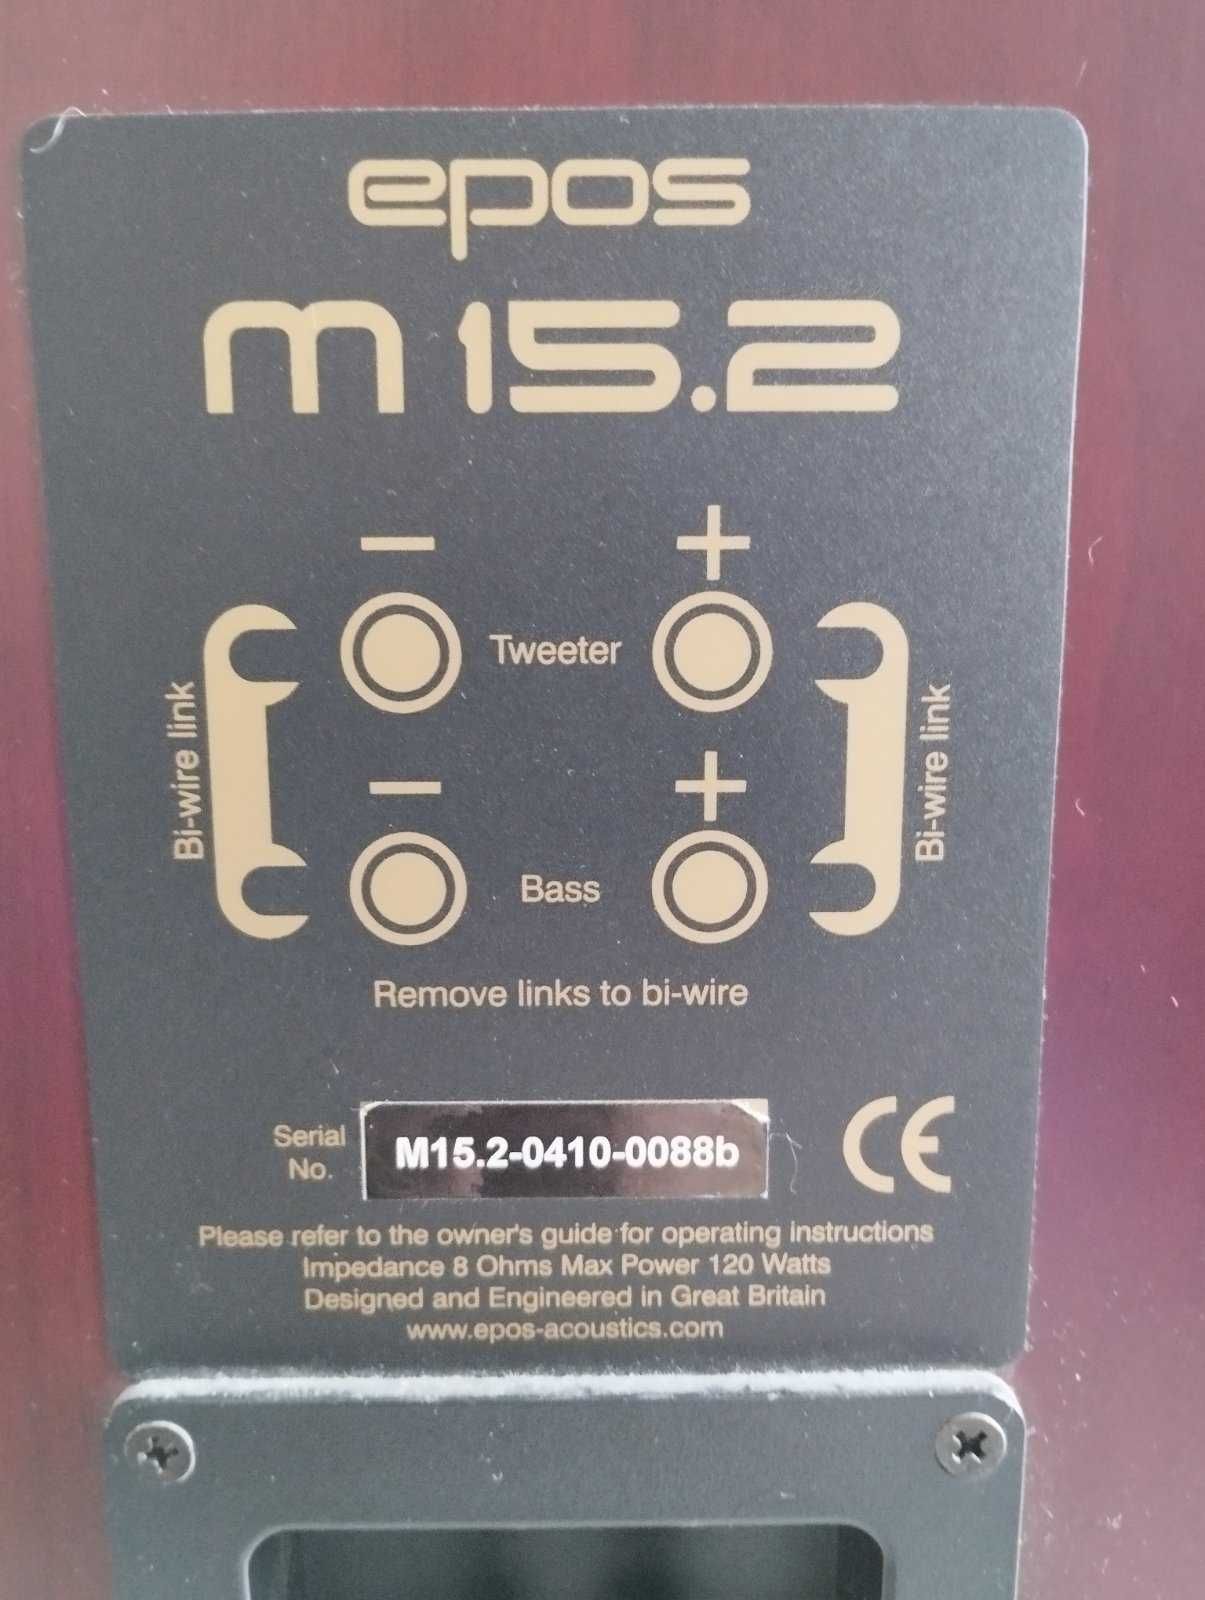 epos
m 15.2
− +
Tweeter
Bi-wire link
Bi-wire link
− +
Bass
Remove links to bi-wire
Serial No.
M15.2-0410-0088b
CE
Please refer to the owner's guide for operating instructions
Impedance 8 Ohms Max Power 120 Watts
Designed and Engineered in Great Britain
www.epos-acoustics.com